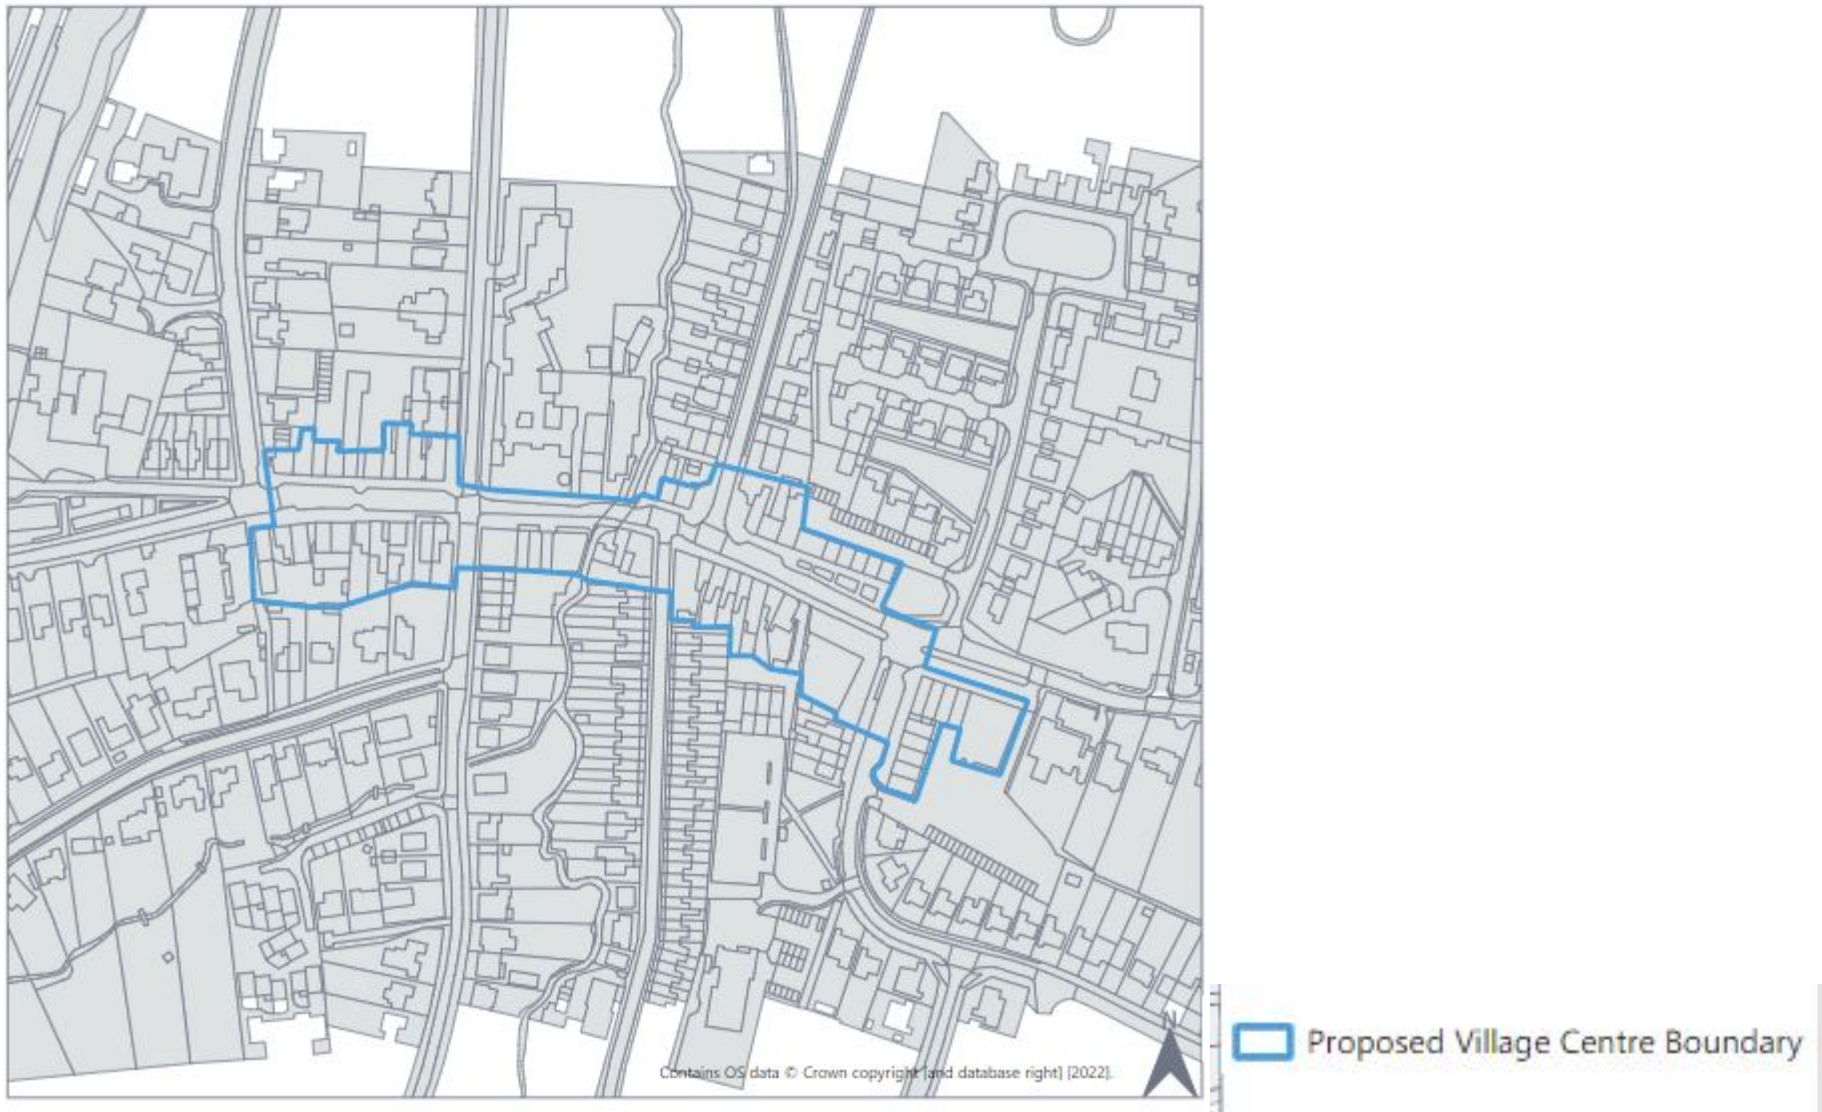 N
Contains OS data © Crown copyright [and database right] [2022].
Proposed Village Centre Boundary